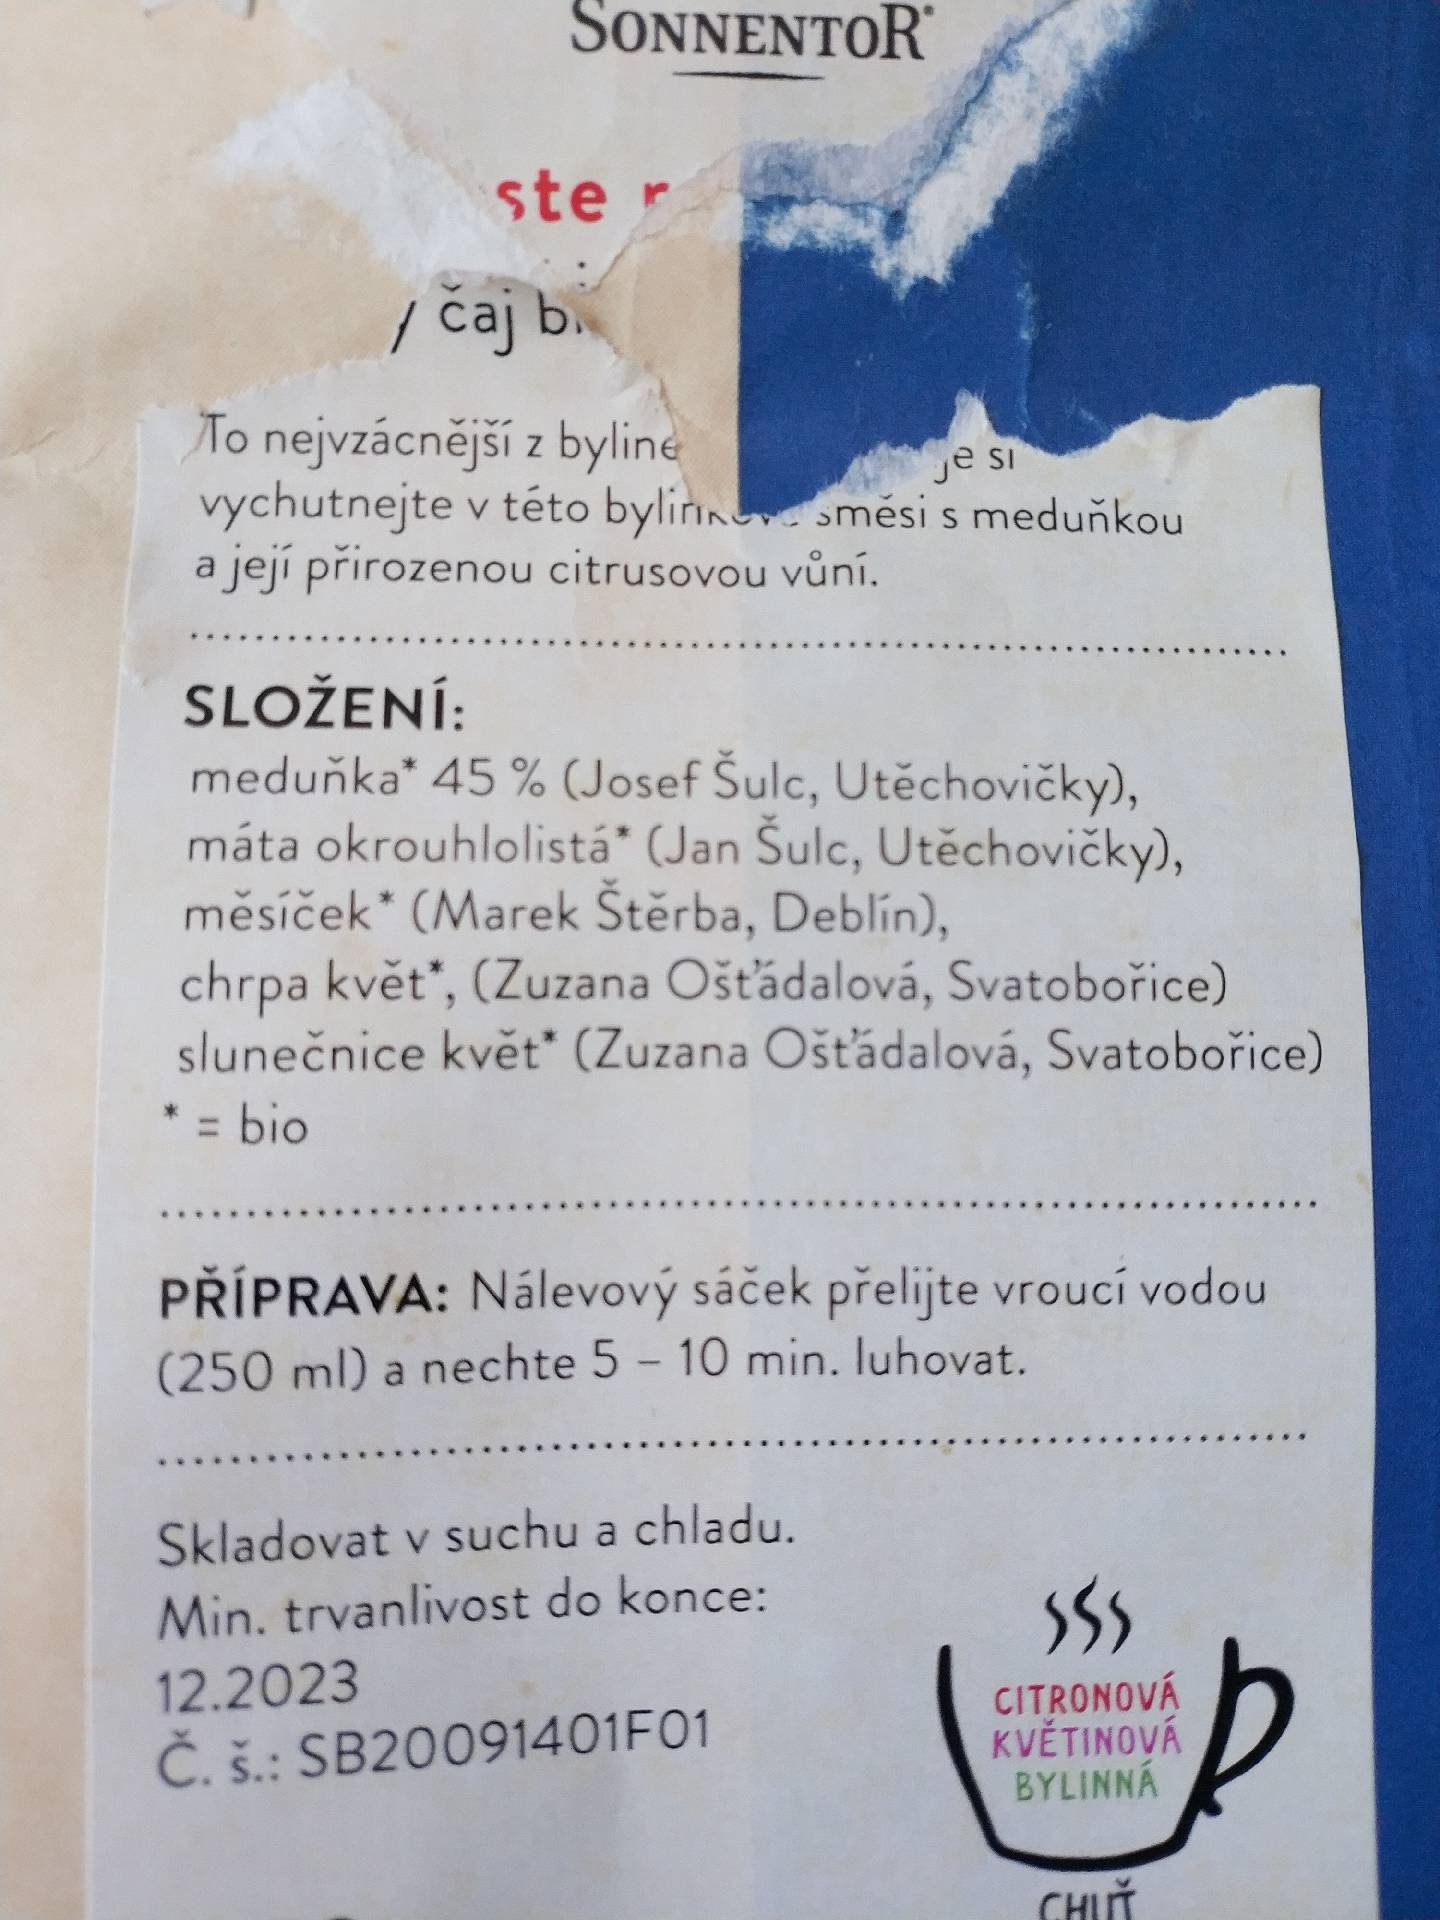 SONNENTOR
čaj
To nejvzácnější z
je si
vychutnejte v této směsi s meduňkou
a její přirozenou citrusovou vůní.
SLOŽENÍ:
meduňka* 45 % (Josef Šulc, Utěchovičky),
máta okrouhlolistá* (Jan Šulc, Utěchovičky),
měsíček* (Marek Štěrba, Deblín),
chrpa květ*, (Zuzana Ošťádalová, Svatobořice)
slunečnice květ* (Zuzana Ošťádalová, Svatobořice)
* = bio
PŘÍPRAVA: Nálevový sáček přelijte vroucí vodou
(250 ml) a nechte 5 – 10 min. luhovat.
Skladovat v suchu a chladu.
Min. trvanlivost do konce:
12.2023
Č. š.: SB20091401F01
CITRONOVÁ
KVĚTINOVÁ
BYLINNÁ
CHUŤ